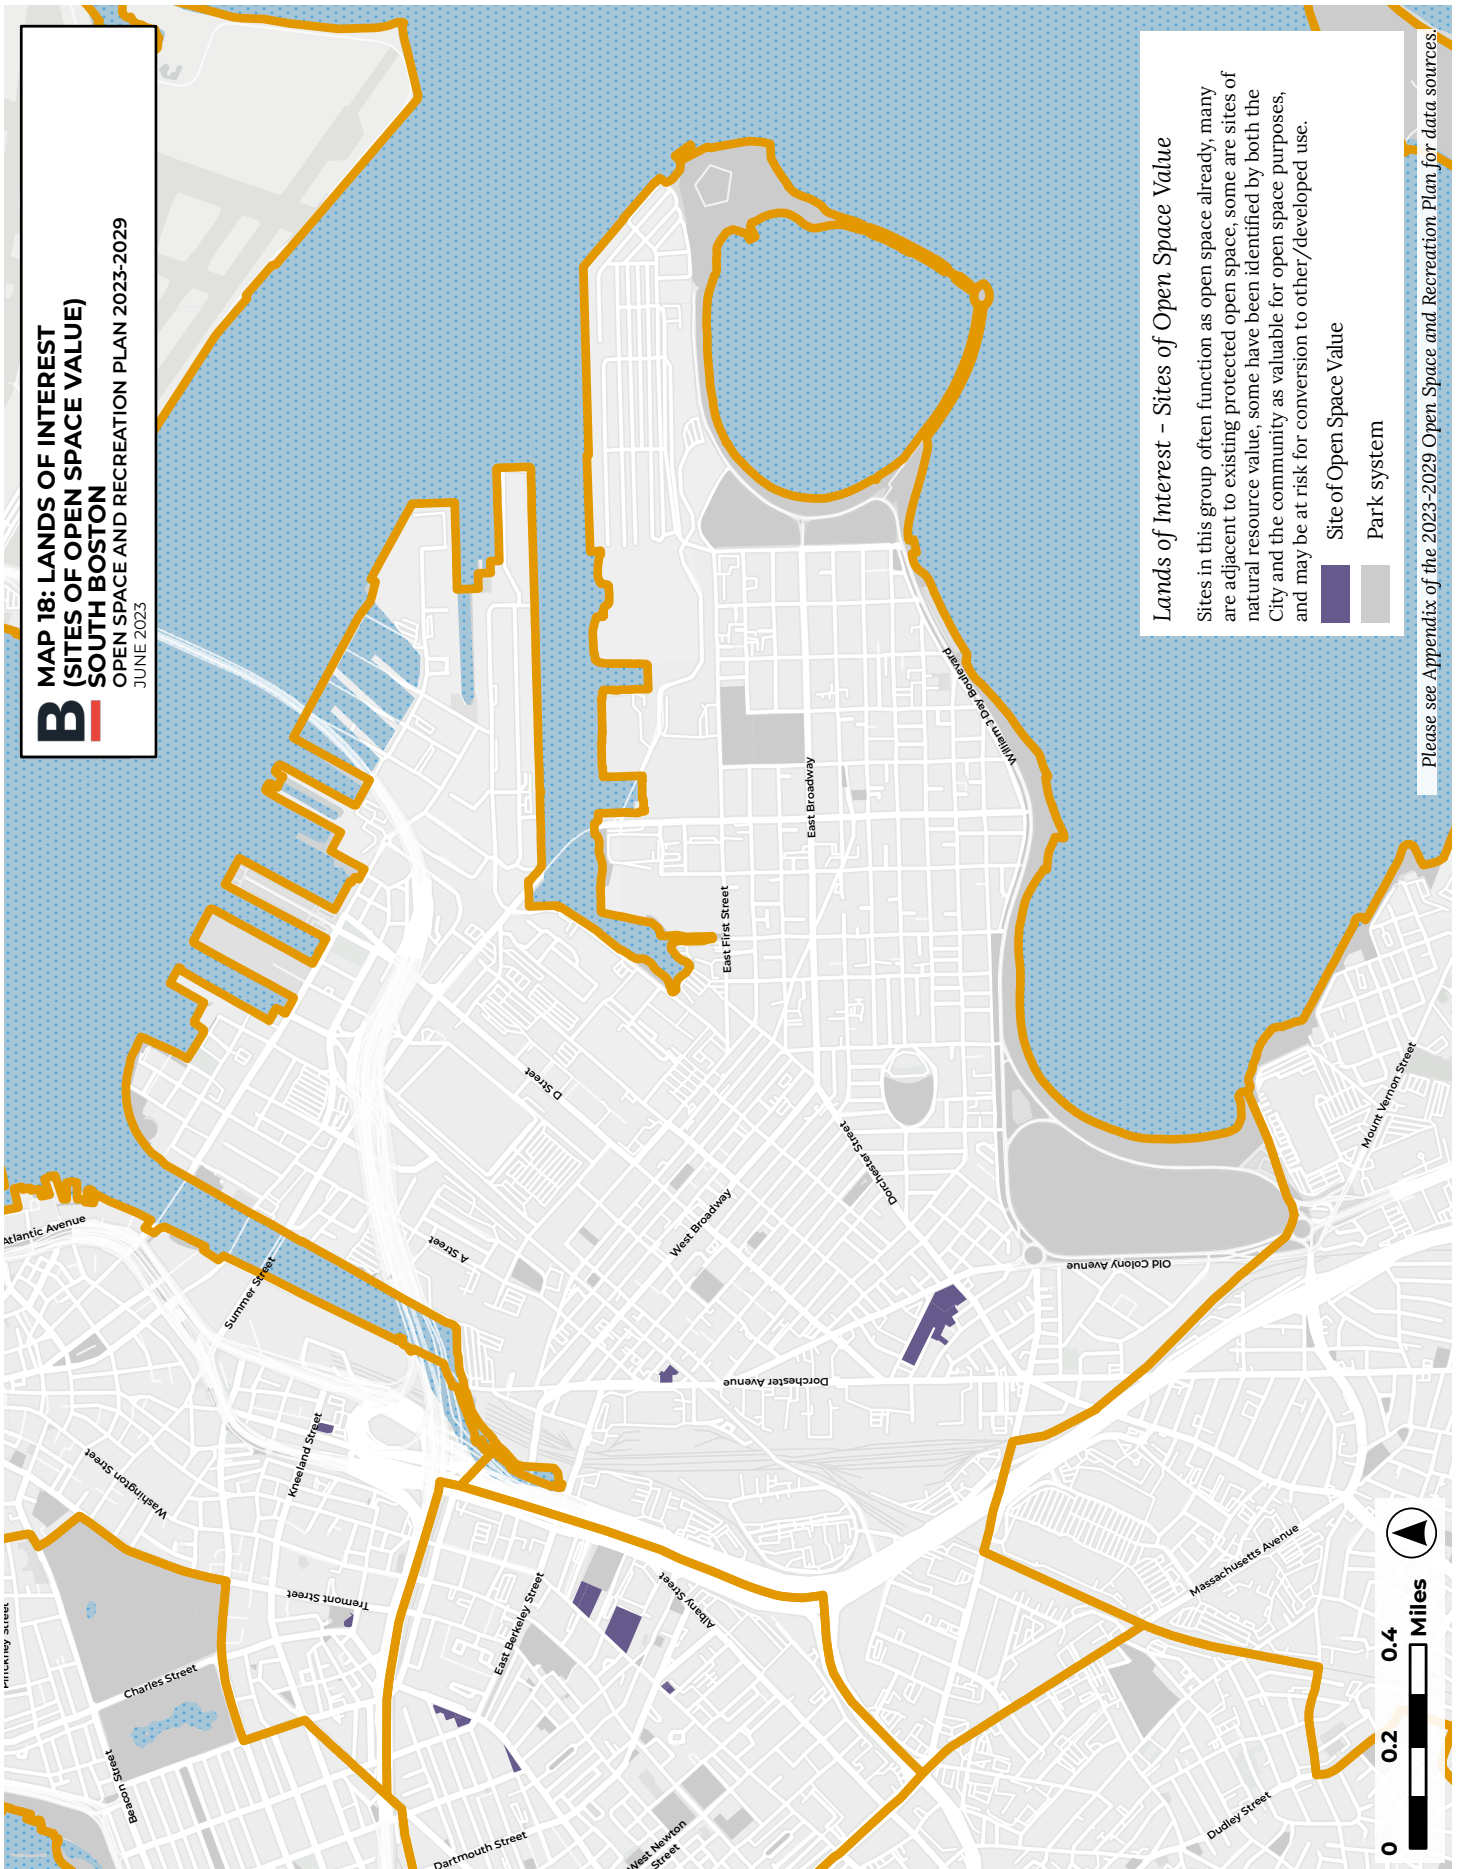 B
MAP 18: LANDS OF INTEREST
(SITES OF OPEN SPACE VALUE)
SOUTH BOSTON
OPEN SPACE AND RECREATION PLAN 2023-2029
JUNE 2023
Lands of Interest - Sites of Open Space Value
Sites in this group often function as open space already, many
are adjacent to existing protected open space, some are sites of
natural resource value, some have been identified by both the
City and the community as valuable for open space purposes,
and may be at risk for conversion to other/developed use.
Site of Open Space Value
Park system
Please see Appendix of the 2023-2029 Open Space and Recreation Plan for data sources.
Atlantic Avenue
Summer Street
Kneeland Street
Washington Street
Tremont Street
Pinckney Street
Charles Street
Beacon Street
Dartmouth Street
West Newton
Street
East Berkeley Street
Albany Street
A Street
D Street
West Broadway
Dorchester Street
Dorchester Avenue
Old Colony Avenue
East First Street
East Broadway
William J Day Boulevard
Mount Vernon Street
Massachusetts Avenue
Dudley Street
0 0.2 0.4
Miles